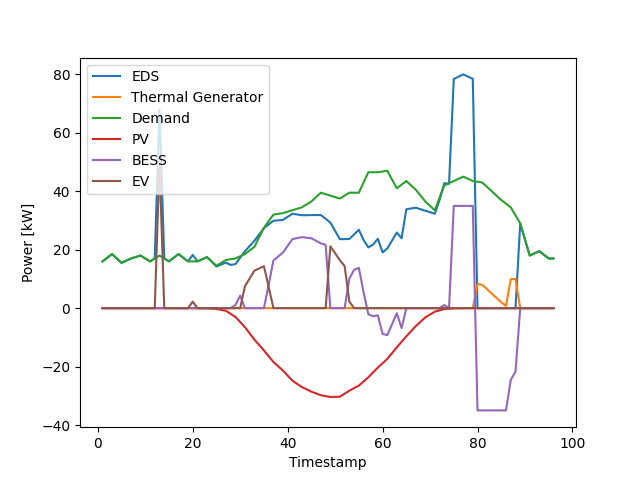 EDS
Thermal Generator
Demand
PV
BESS
EV
Power [kW]
80
60
40
20
0
−20
−40
0 20 40 60 80 100
Timestamp